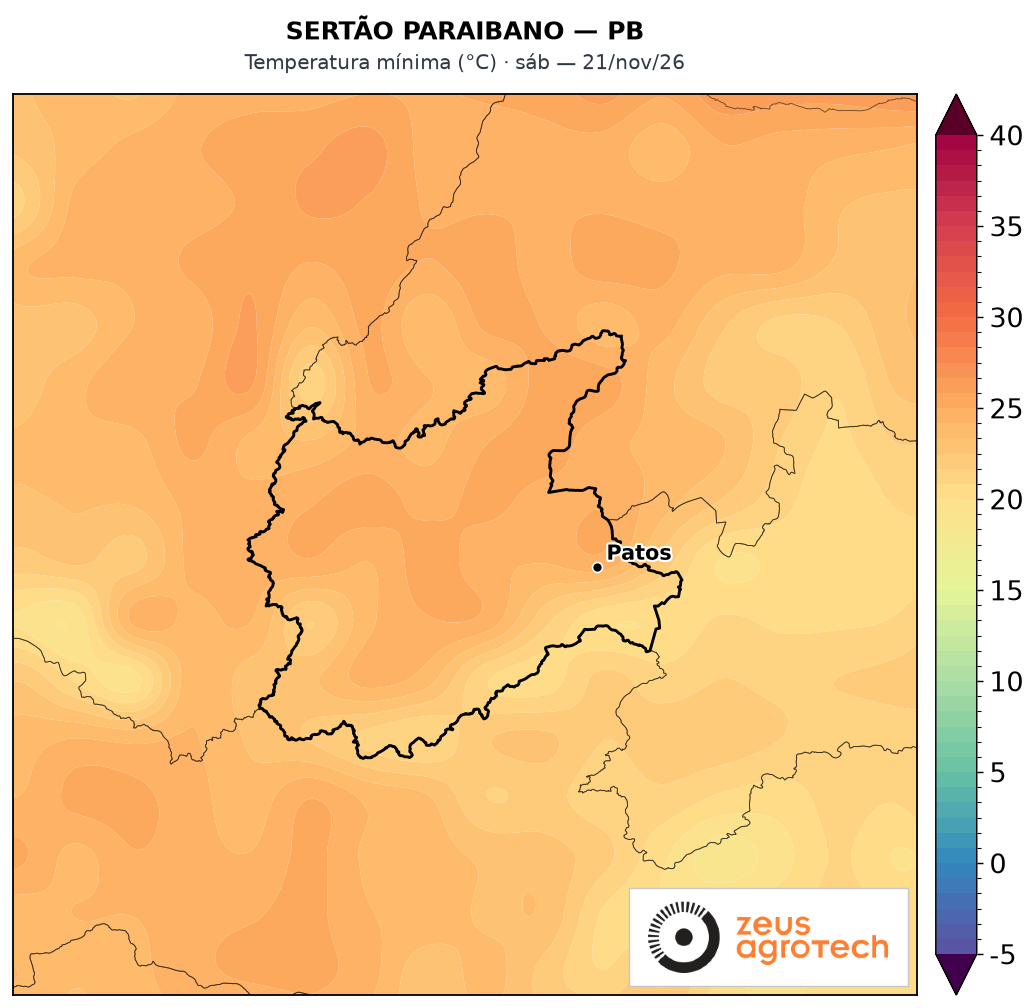 SERTÃO PARAIBANO — PB
Temperatura mínima (°C) · sáb — 21/nov/26
40
35
30
25
20
15
10
5
0
-5
Patos
zeus
agrotech